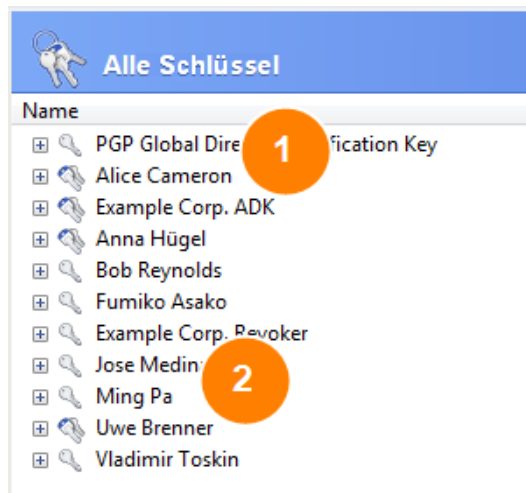 Alle Schlüssel
Name
PGP Global Dire fication Key
1
Alice Cameron
Example Corp. ADK
Anna Hügel
Bob Reynolds
Fumiko Asako
Example Corp. Revoker
Jose Medin
2
Ming Pa
Uwe Brenner
Vladimir Toskin